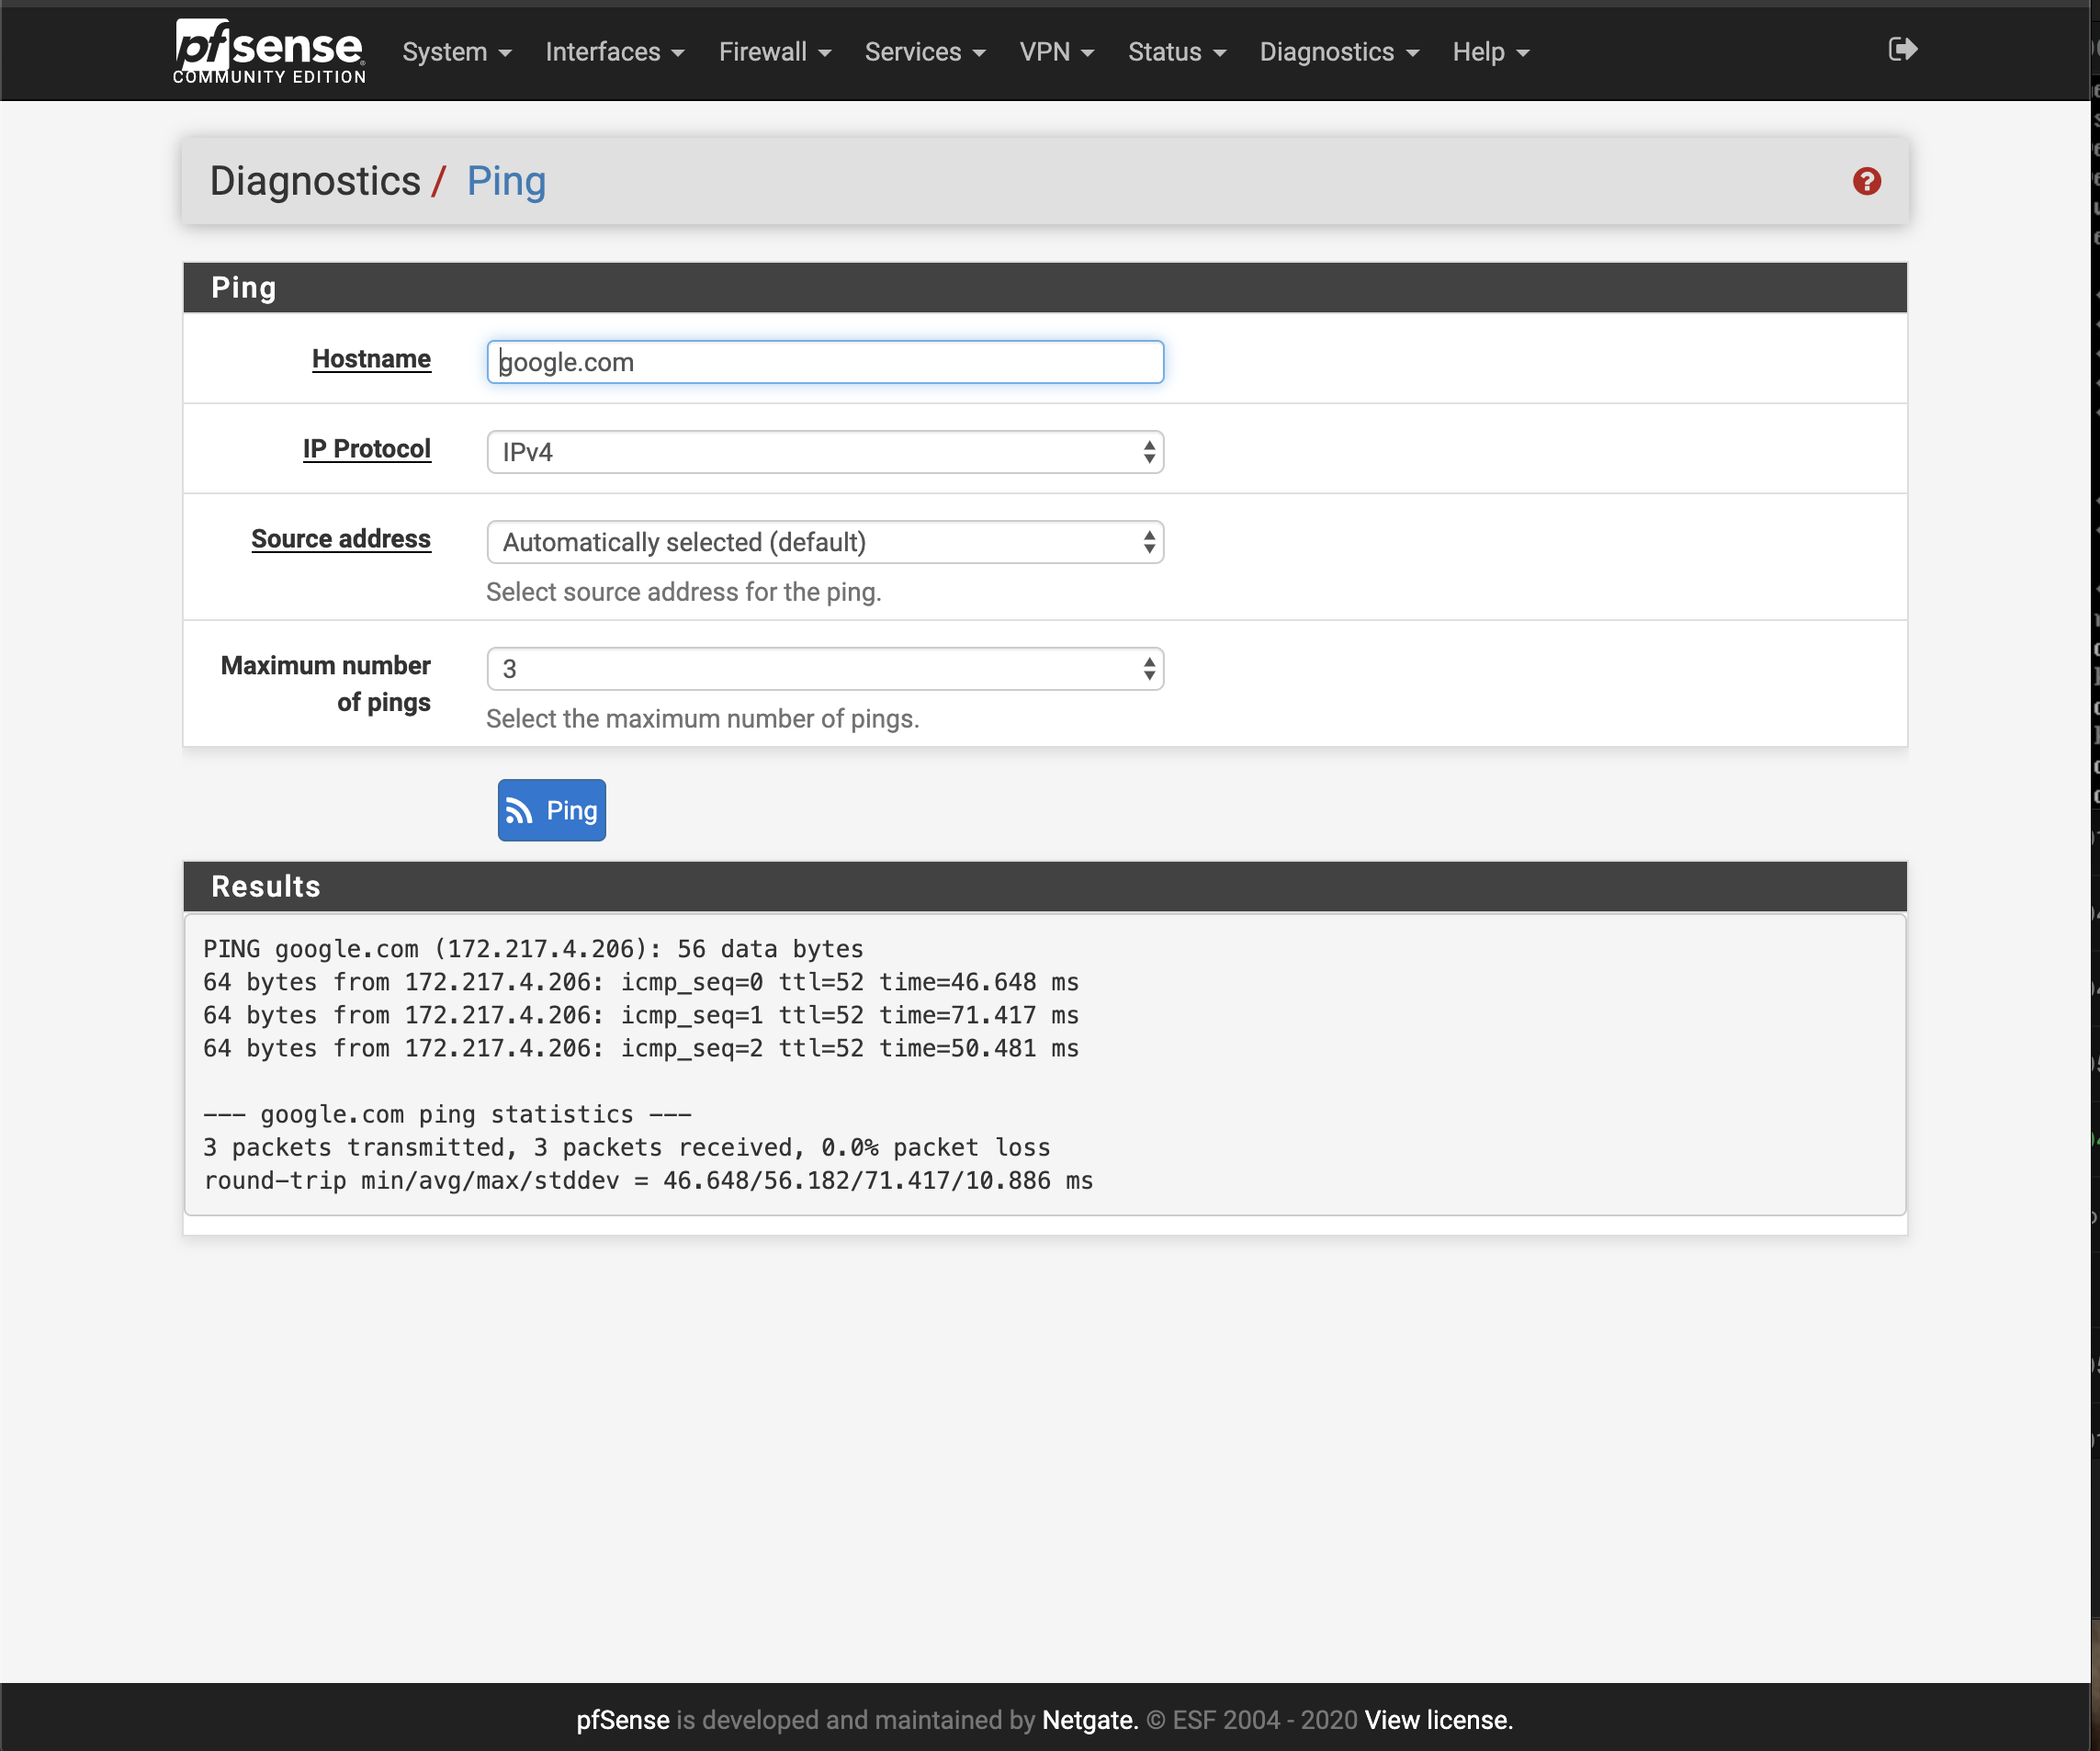 pfsense
COMMUNITY EDITION
System Interfaces Firewall Services VPN Status Diagnostics Help
Diagnostics / Ping
Ping
Hostname google.com
IP Protocol IPv4
Source address Automatically selected (default)
Select source address for the ping.
Maximum number 3
of pings
Select the maximum number of pings.
Ping
Results
PING google.com (172.217.4.206): 56 data bytes
64 bytes from 172.217.4.206: icmp_seq=0 ttl=52 time=46.648 ms
64 bytes from 172.217.4.206: icmp_seq=1 ttl=52 time=71.417 ms
64 bytes from 172.217.4.206: icmp_seq=2 ttl=52 time=50.481 ms
--- google.com ping statistics ---
3 packets transmitted, 3 packets received, 0.0% packet loss
round-trip min/avg/max/stddev = 46.648/56.182/71.417/10.886 ms
pfSense is developed and maintained by Netgate. © ESF 2004 - 2020 View license.